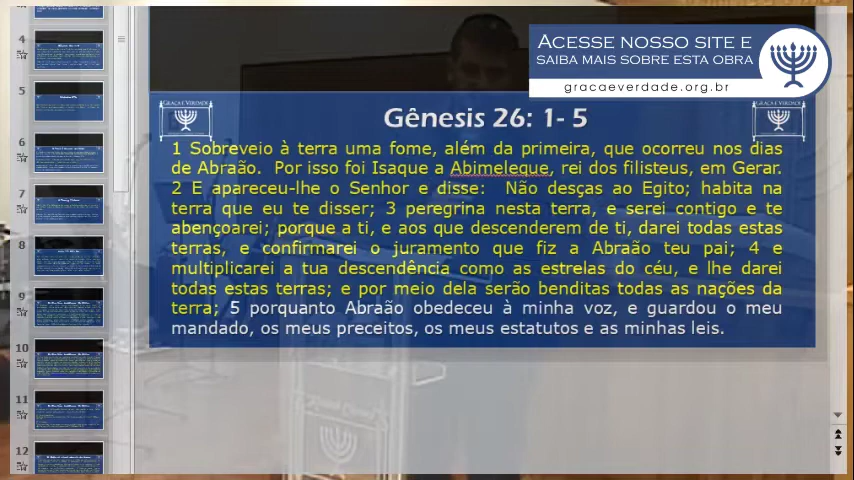 ACESSE NOSSO SITE E
SAIBA MAIS SOBRE ESTA OBRA
gracaeverdade.org.br
GRAÇA E VERDADE
GRAÇA E VERDADE
Gênesis 26: 1- 5
1 Sobreveio à terra uma fome, além da primeira, que ocorreu nos dias
de Abraão. Por isso foi Isaque a Abimeleque, rei dos filisteus, em Gerar.
2 E apareceu-lhe o Senhor e disse: Não desças ao Egito; habita na
terra que eu te disser; 3 peregrina nesta terra, e serei contigo e te
abençoarei; porque a ti, e aos que descenderem de ti, darei todas estas
terras, e confirmarei o juramento que fiz a Abraão teu pai; 4 e
multiplicarei a tua descendência como as estrelas do céu, e lhe darei
todas estas terras; e por meio dela serão benditas todas as nações da
terra; 5 porquanto Abraão obedeceu à minha voz, e guardou o meu
mandado, os meus preceitos, os meus estatutos e as minhas leis.
4
5
6
7
8
9
10
11
12